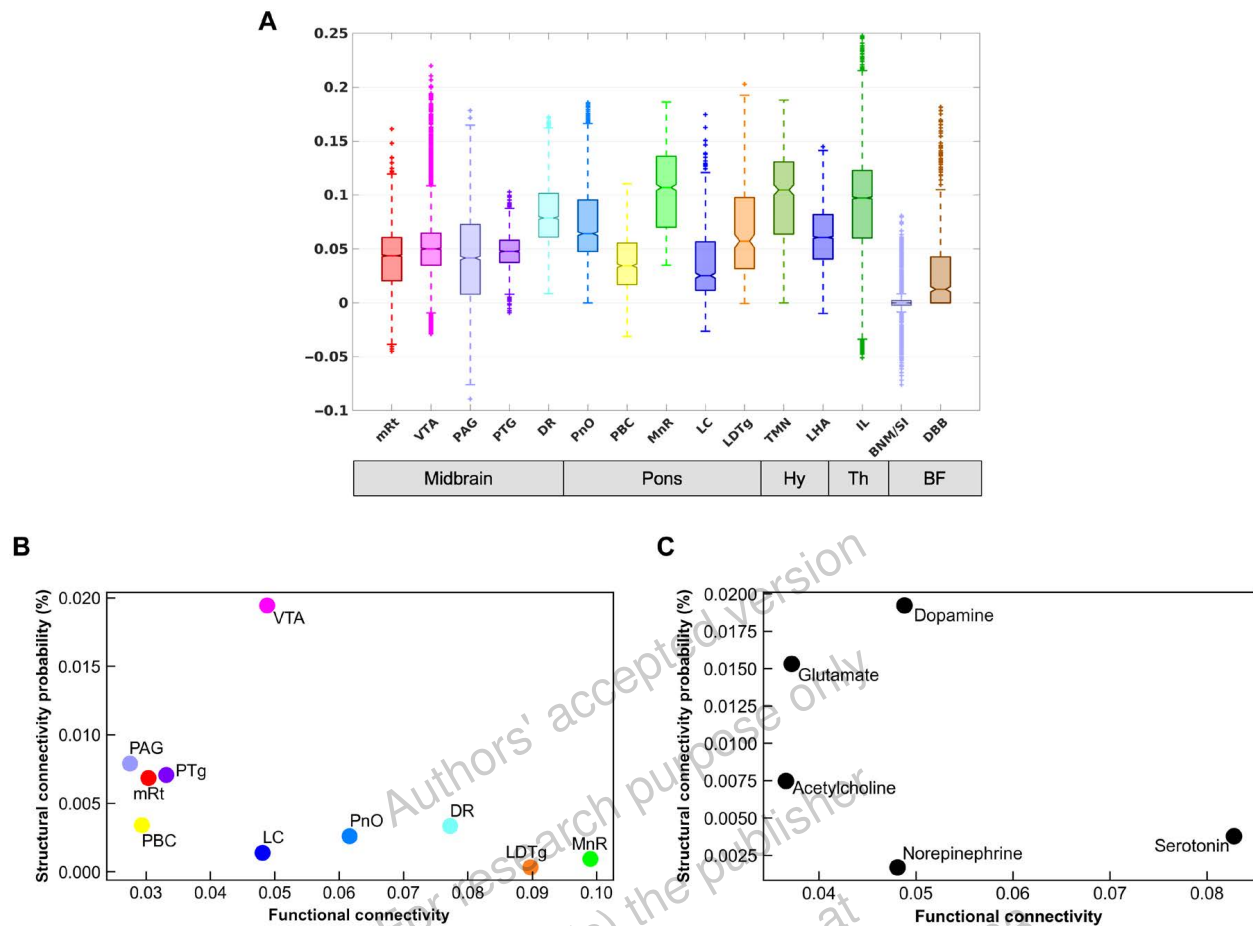 A
0.25
0.2
0.15
0.1
0.05
0
−0.05
−0.1
mRt VTA PAG PTG DR PnO PBC MnR LC LDTg TMN LHA IL BNM/SI DBB
Midbrain Pons Hy Th BF
B
Structural connectivity probability (%)
0.020
0.015
0.010
0.005
0.000
VTA
PAG
PTg
mRt
PBC
LC
PnO
DR
LDTg
MnR
0.03 0.04 0.05 0.06 0.07 0.08 0.09 0.10
Functional connectivity
C
Structural connectivity probability (%)
0.0200
0.0175
0.0150
0.0125
0.0100
0.0075
0.0050
0.0025
Dopamine
Glutamate
Acetylcholine
Norepinephrine
Serotonin
0.04 0.05 0.06 0.07 0.08
Functional connectivity
Authors' accepted version
for research purpose only
the publisher
at